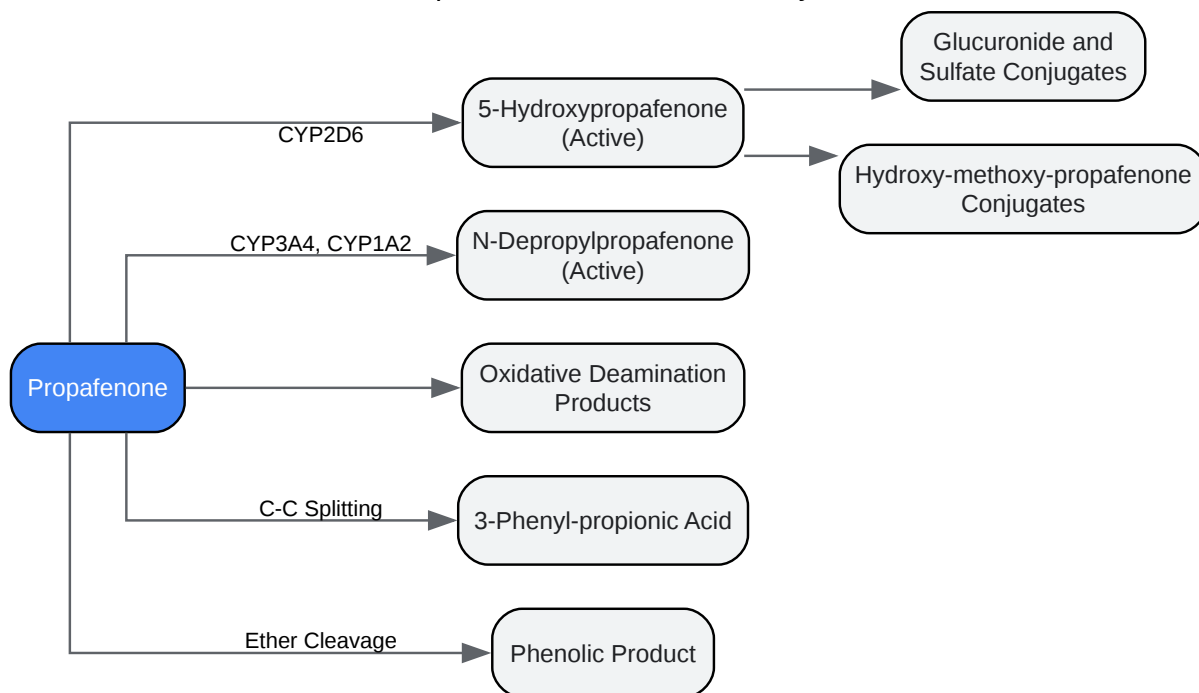 Glucuronide and
Sulfate Conjugates
5-Hydroxypropafenone
(Active)
CYP2D6
Hydroxy-methoxy-propafenone
Conjugates
CYP3A4, CYP1A2
N-Depropylpropafenone
(Active)
Propafenone
Oxidative Deamination
Products
C-C Splitting
3-Phenyl-propionic Acid
Ether Cleavage
Phenolic Product